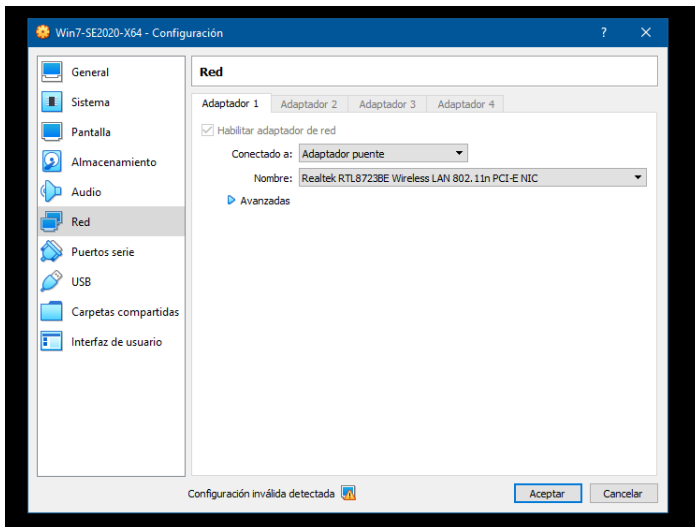 Win7-SE2020-X64 - Configuración
General
Sistema
Pantalla
Almacenamiento
Audio
Red
Puertos serie
USB
Carpetas compartidas
Interfaz de usuario
Red
Adaptador 1 Adaptador 2 Adaptador 3 Adaptador 4
Habilitar adaptador de red
Conectado a: Adaptador puente
Nombre: Realtek RTL8723BE Wireless LAN 802.11n PCI-E NIC
Avanzadas
Configuración inválida detectada
Aceptar Cancelar